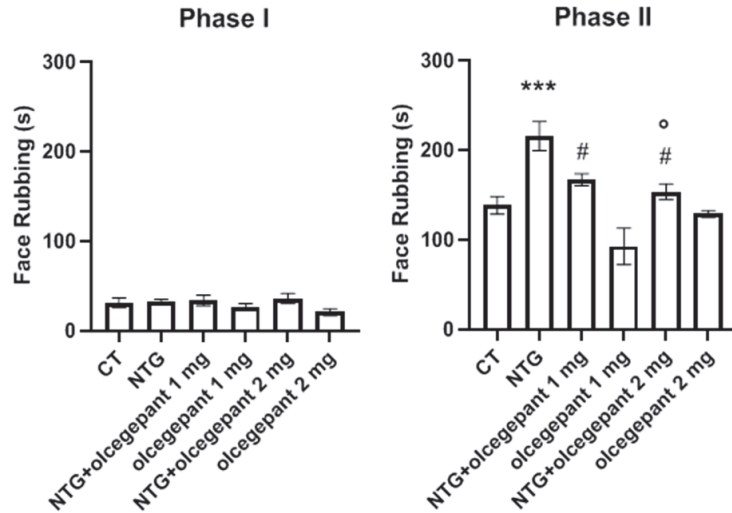 Phase I
300
200
100
0
Face Rubbing (s)
CT
NTG
NTG+olcegepant 1 mg
olcegepant 1 mg
NTG+olcegepant 2 mg
olcegepant 2 mg
Phase II
300
200
100
0
Face Rubbing (s)
***
#
°
#
CT
NTG
NTG+olcegepant 1 mg
olcegepant 1 mg
NTG+olcegepant 2 mg
olcegepant 2 mg